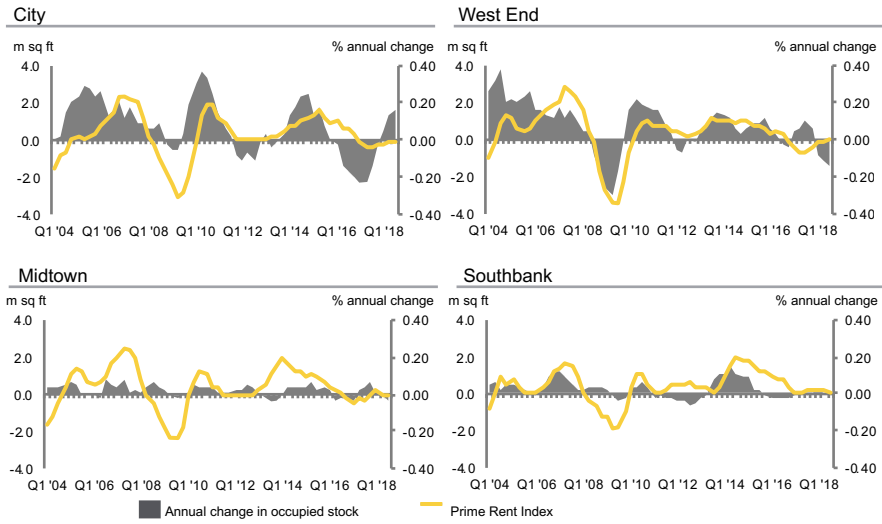 City
m sq ft % annual change
4.0 0.40
2.0 0.20
0.0 0.00
-2.0 -0.20
-4.0 -0.40
Q1 '04 Q1 '06 Q1 '08 Q1 '10 Q1 '12 Q1 '14 Q1 '16 Q1 '18
West End
m sq ft % annual change
4.0 0.40
2.0 0.20
0.0 0.00
-2.0 -0.20
-4.0 -0.40
Q1 '04 Q1 '06 Q1 '08 Q1 '10 Q1 '12 Q1 '14 Q1 '16 Q1 '18
Midtown
m sq ft % annual change
4.0 0.40
2.0 0.20
0.0 0.00
-2.0 -0.20
-4.0 -0.40
Q1 '04 Q1 '06 Q1 '08 Q1 '10 Q1 '12 Q1 '14 Q1 '16 Q1 '18
Southbank
m sq ft % annual change
4.0 0.40
2.0 0.20
0.0 0.00
-2.0 -0.20
-4.0 -0.40
Q1 '04 Q1 '06 Q1 '08 Q1 '10 Q1 '12 Q1 '14 Q1 '16 Q1 '18
Annual change in occupied stock Prime Rent Index